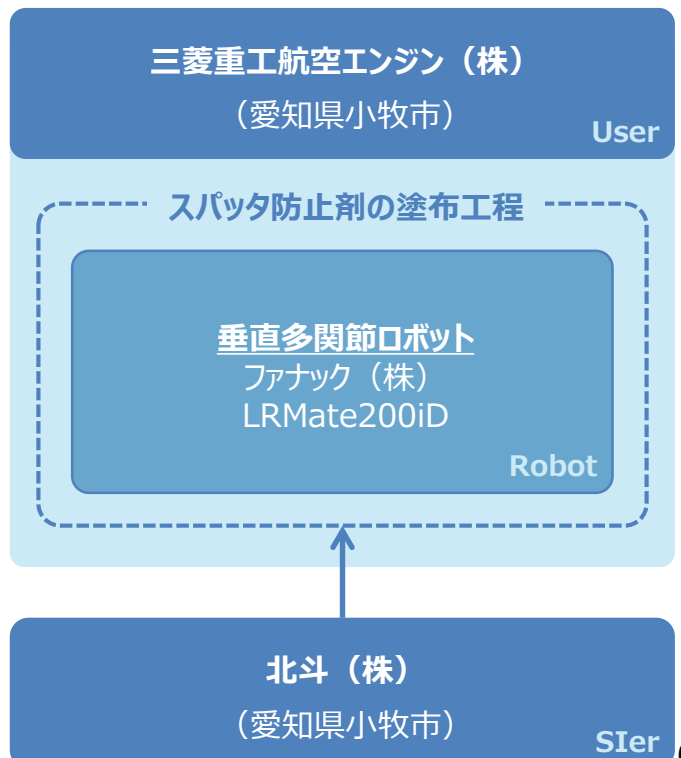 三菱重工航空エンジン（株）
（愛知県小牧市）
User
スパッタ防止剤の塗布工程
垂直多関節ロボット
ファナック（株）
LRMate200iD
Robot
北斗（株）
（愛知県小牧市）
SIer